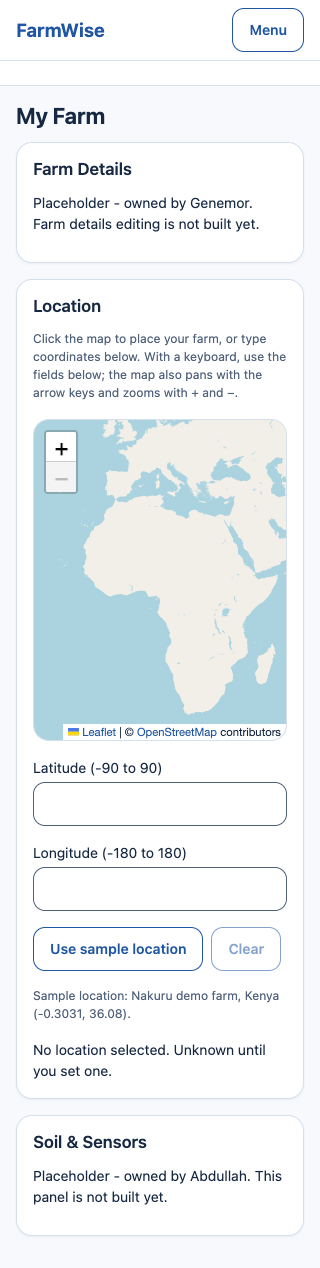 FarmWise
Menu
My Farm
Farm Details
Placeholder - owned by Genemor.
Farm details editing is not built yet.
Location
Click the map to place your farm, or type
coordinates below. With a keyboard, use the
fields below; the map also pans with the
arrow keys and zooms with + and −.
+
−
Leaflet | © OpenStreetMap contributors
Latitude (-90 to 90)
Longitude (-180 to 180)
Use sample location
Clear
Sample location: Nakuru demo farm, Kenya
(-0.3031, 36.08).
No location selected. Unknown until
you set one.
Soil & Sensors
Placeholder - owned by Abdullah. This
panel is not built yet.